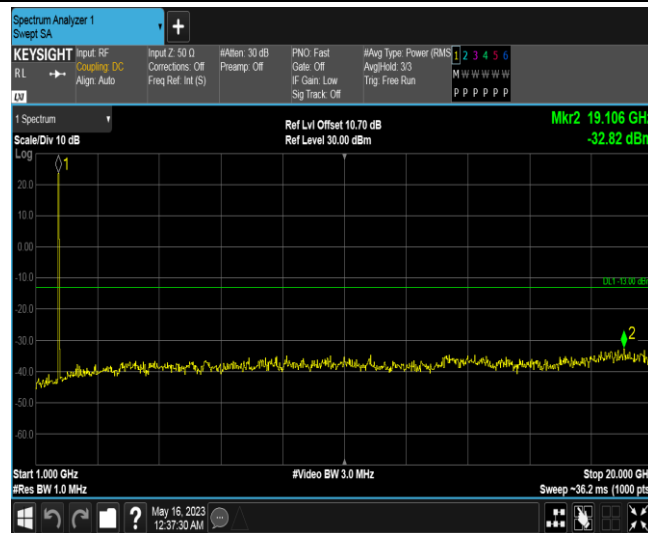 Spectrum Analyzer 1
Swept SA
+
KEYSIGHT
RL
LXI
Input: RF
Coupling: DC
Align: Auto
Input Z: 50 Ω
Corrections: Off
Freq Ref: Int (S)
#Atten: 30 dB
Preamp: Off
PNO: Fast
Gate: Off
IF Gain: Low
Sig Track: Off
#Avg Type: Power (RMS
Avg|Hold: 3/3
Trig: Free Run
1 2 3 4 5 6
M W W W W W
P P P P P P
1 Spectrum
Scale/Div 10 dB
Log
Ref Lvl Offset 10.70 dB
Ref Level 30.00 dBm
Mkr2 19.106 GHz
-32.82 dBm
1
20.0
10.0
0.00
-10.0
DL1 -13.00 dBm
-20.0
-30.0
2
-40.0
-50.0
-60.0
Start 1.000 GHz
#Res BW 1.0 MHz
#Video BW 3.0 MHz
Stop 20.000 GH
Sweep ~36.2 ms (1000 pts
?
May 16, 2023
12:37:30 AM